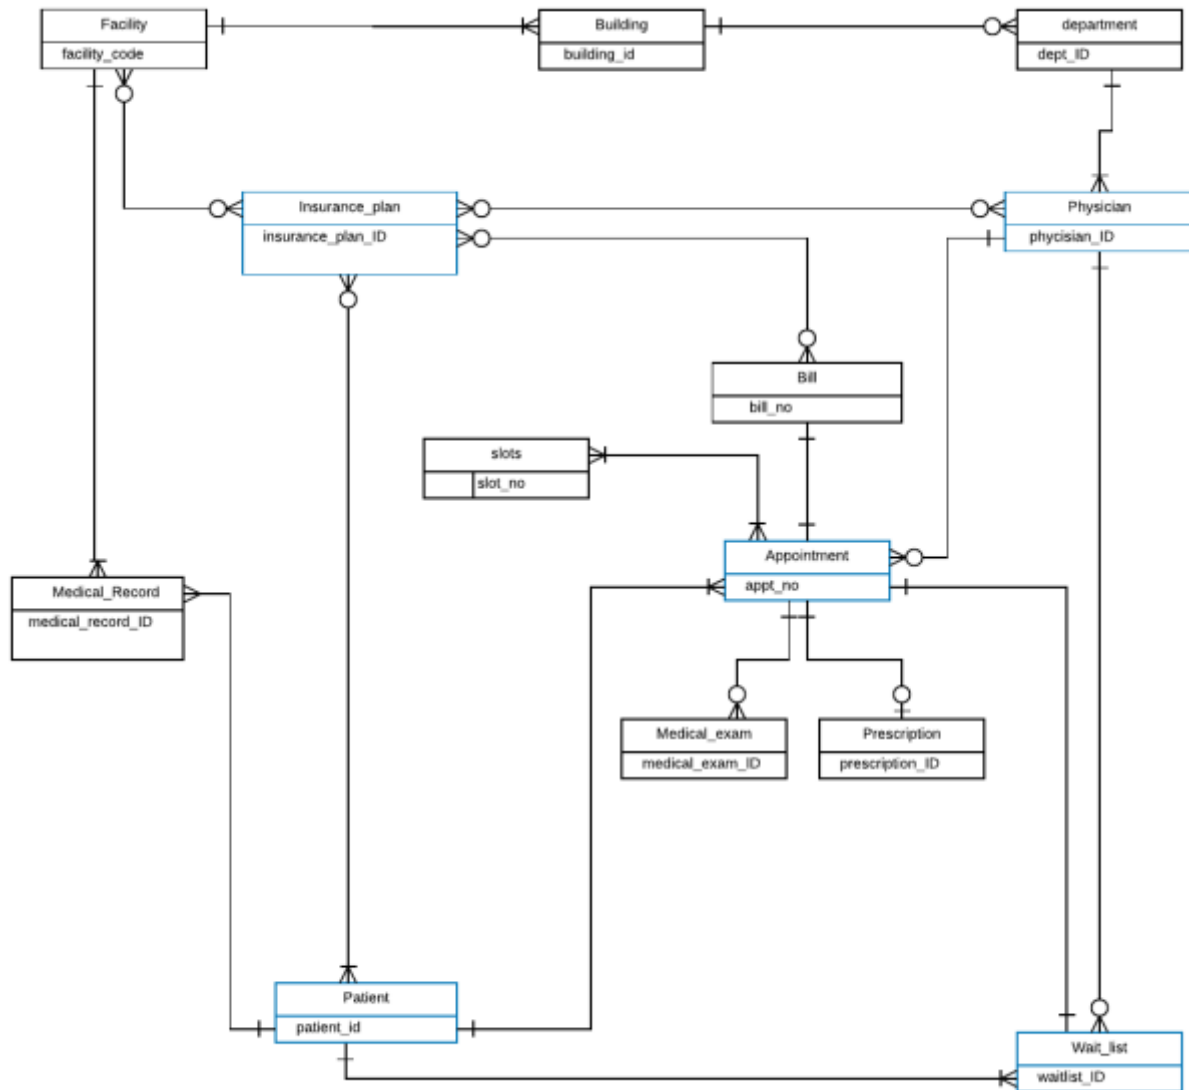 Facility
facility_code
Building
building_id
department
dept_ID
Insurance_plan
insurance_plan_ID
Physician
phycisian_ID
Bill
bill_no
slots
slot_no
Appointment
appt_no
Medical_Record
medical_record_ID
Medical_exam
medical_exam_ID
Prescription
prescription_ID
Patient
patient_id
Wait_list
waitlist_ID